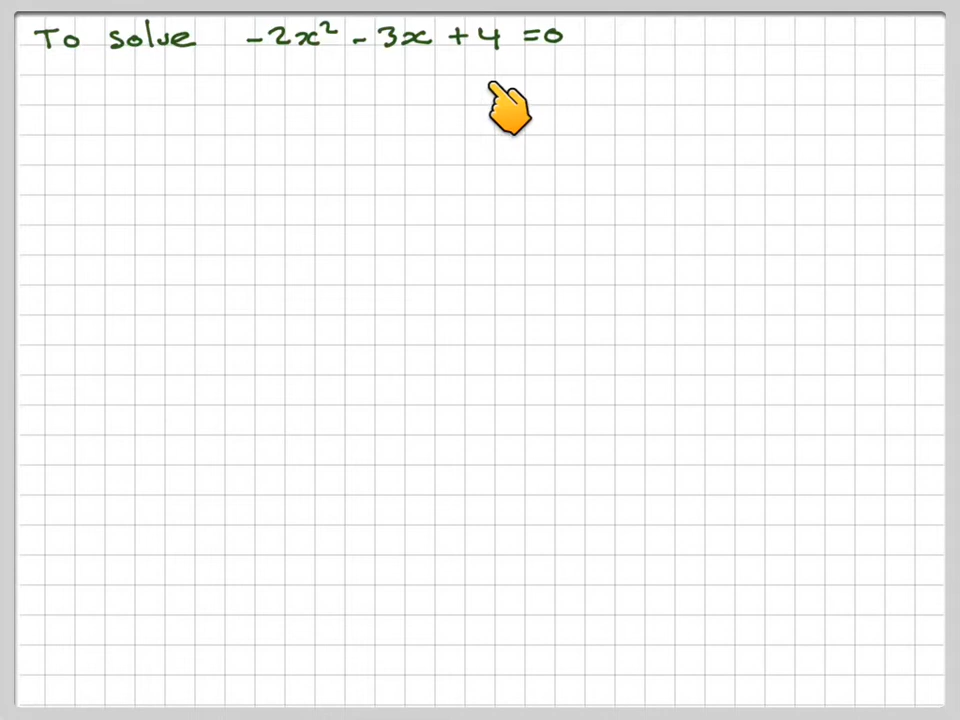 To solve -2x² - 3x + 4 = 0